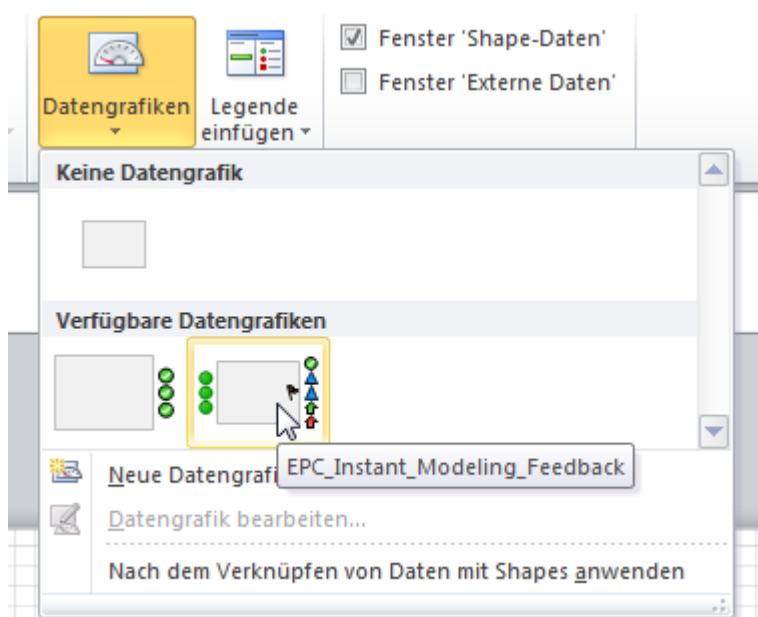 Datengrafiken
Legende
einfügen
Fenster 'Shape-Daten'
Fenster 'Externe Daten'
Keine Datengrafik
Verfügbare Datengrafiken
EPC_Instant_Modeling_Feedback
Neue Datengrafi
Datengrafik bearbeiten...
Nach dem Verknüpfen von Daten mit Shapes anwenden